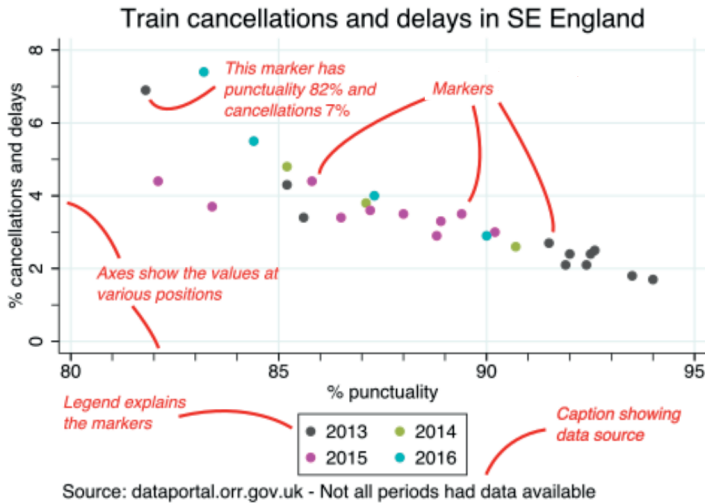 Train cancellations and delays in SE England
% cancellations and delays
8
6
4
2
0
This marker has
punctuality 82% and
cancellations 7%
Markers
Axes show the values at
various positions
80
85
90
95
% punctuality
Legend explains
the markers
2013
2014
2015
2016
Caption showing
data source
Source: dataportal.orr.gov.uk - Not all periods had data available